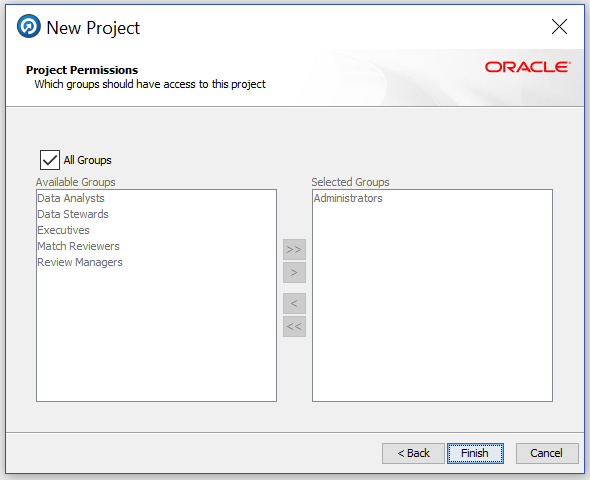 New Project
Project Permissions
Which groups should have access to this project
ORACLE
All Groups
Available Groups
Data Analysts
Data Stewards
Executives
Match Reviewers
Review Managers
>>
>
<
<<
Selected Groups
Administrators
< Back
Finish
Cancel